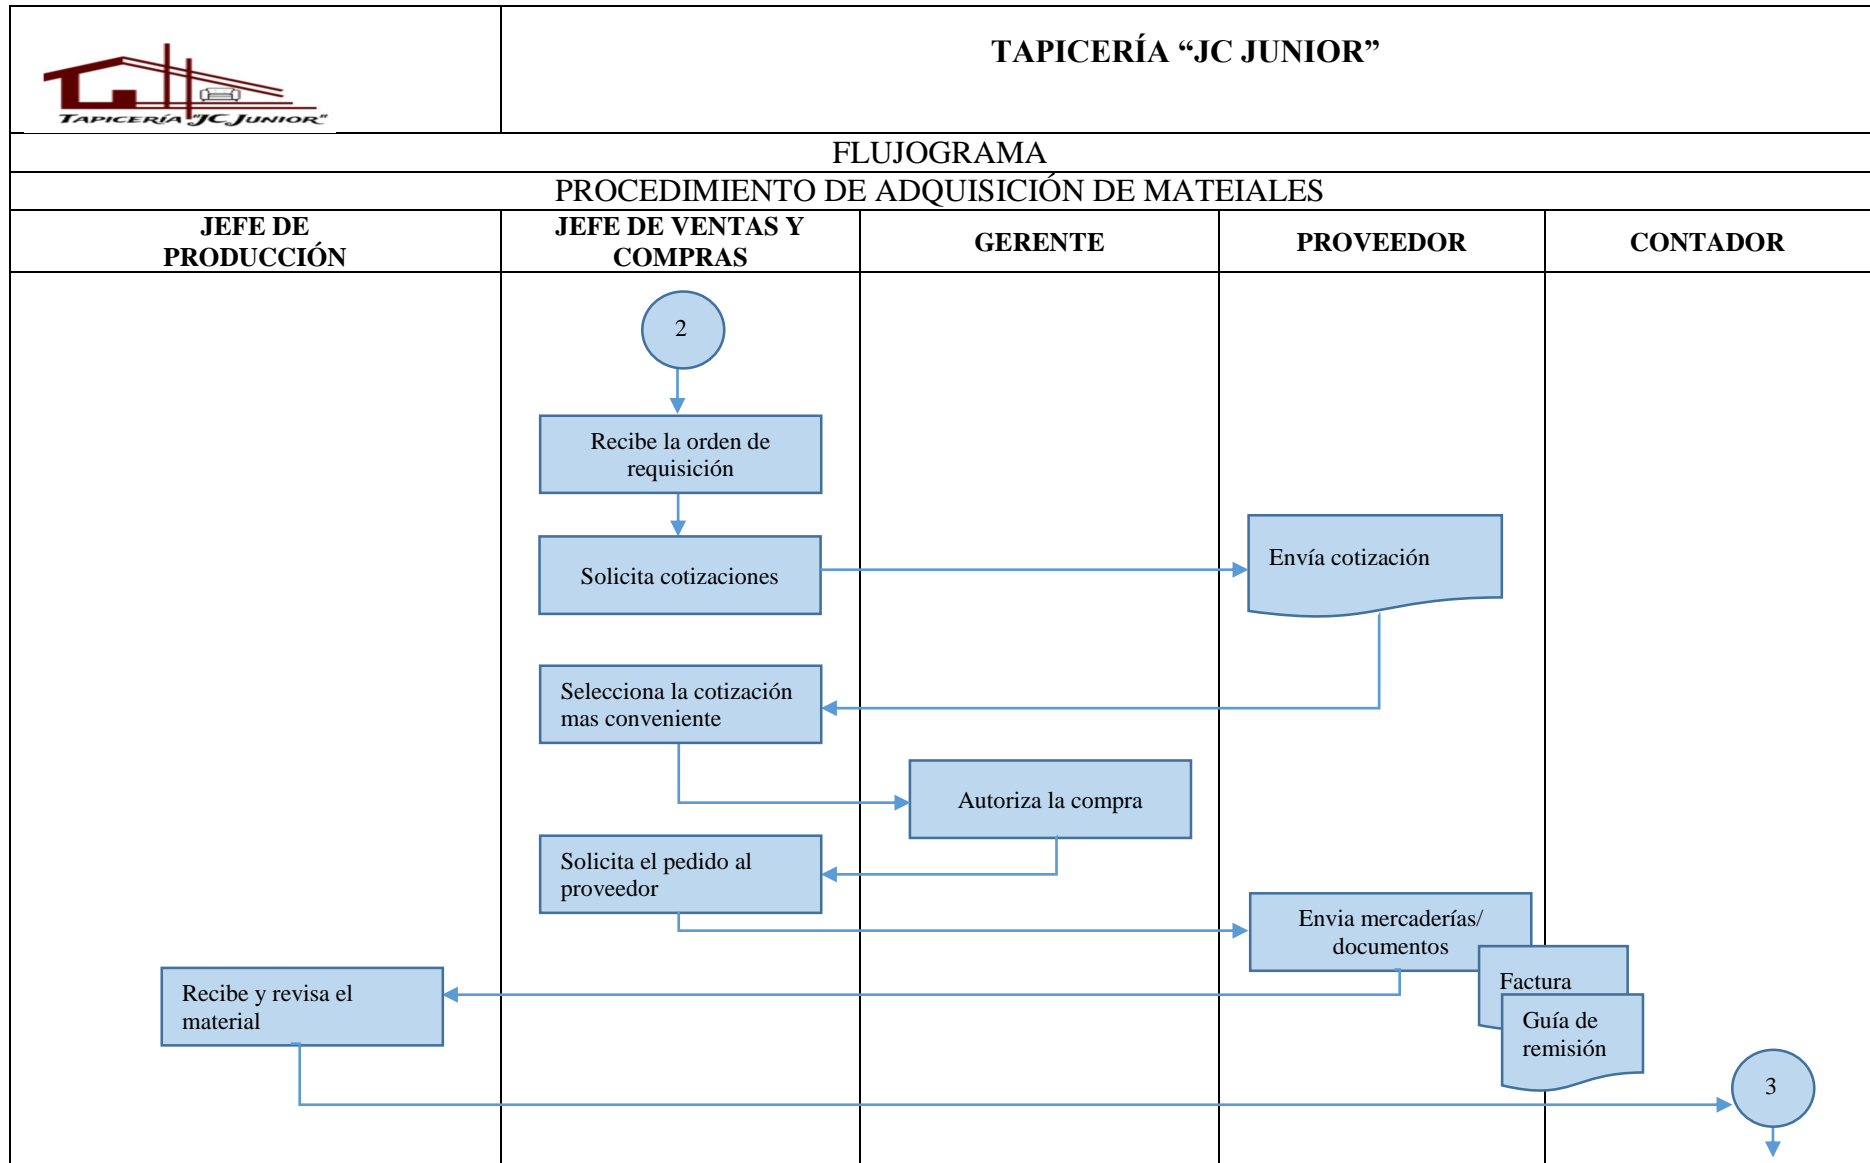 TAPICERÍA “JC JUNIOR”
TAPICERÍA "JC JUNIOR"
FLUJOGRAMA
PROCEDIMIENTO DE ADQUISICIÓN DE MATEIALES
JEFE DE
PRODUCCIÓN
JEFE DE VENTAS Y
COMPRAS
GERENTE
PROVEEDOR
CONTADOR
2
Recibe la orden de
requisición
Solicita cotizaciones
Envía cotización
Selecciona la cotización
mas conveniente
Autoriza la compra
Solicita el pedido al
proveedor
Envia mercaderías/
documentos
Factura
Guía de
remisión
Recibe y revisa el
material
3